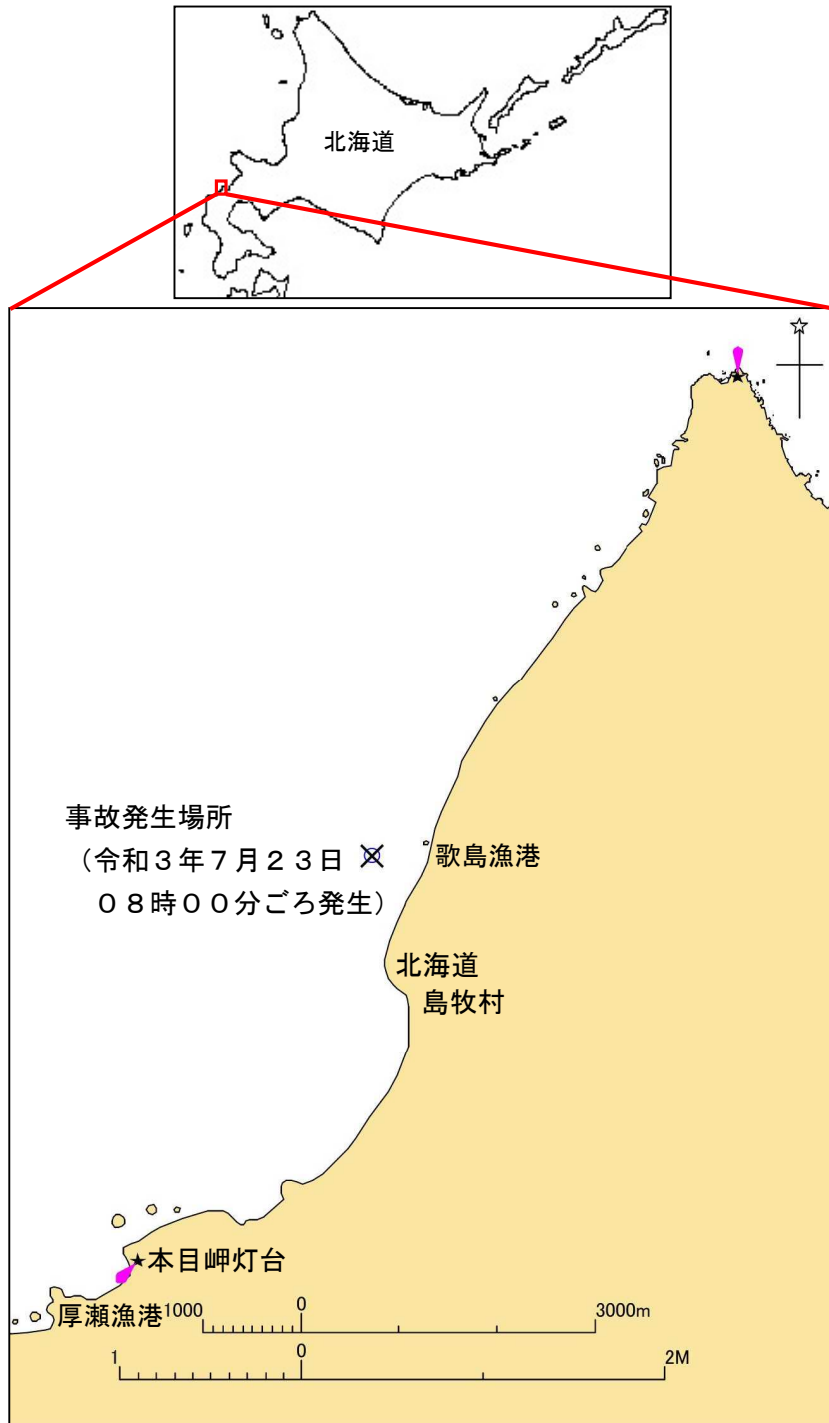 北海道
事故発生場所
（令和３年７月２３日
０８時００分ごろ発生）
歌島漁港
北海道
島牧村
本目岬灯台
厚瀬漁港
1000 0 3000m
1 0 2M